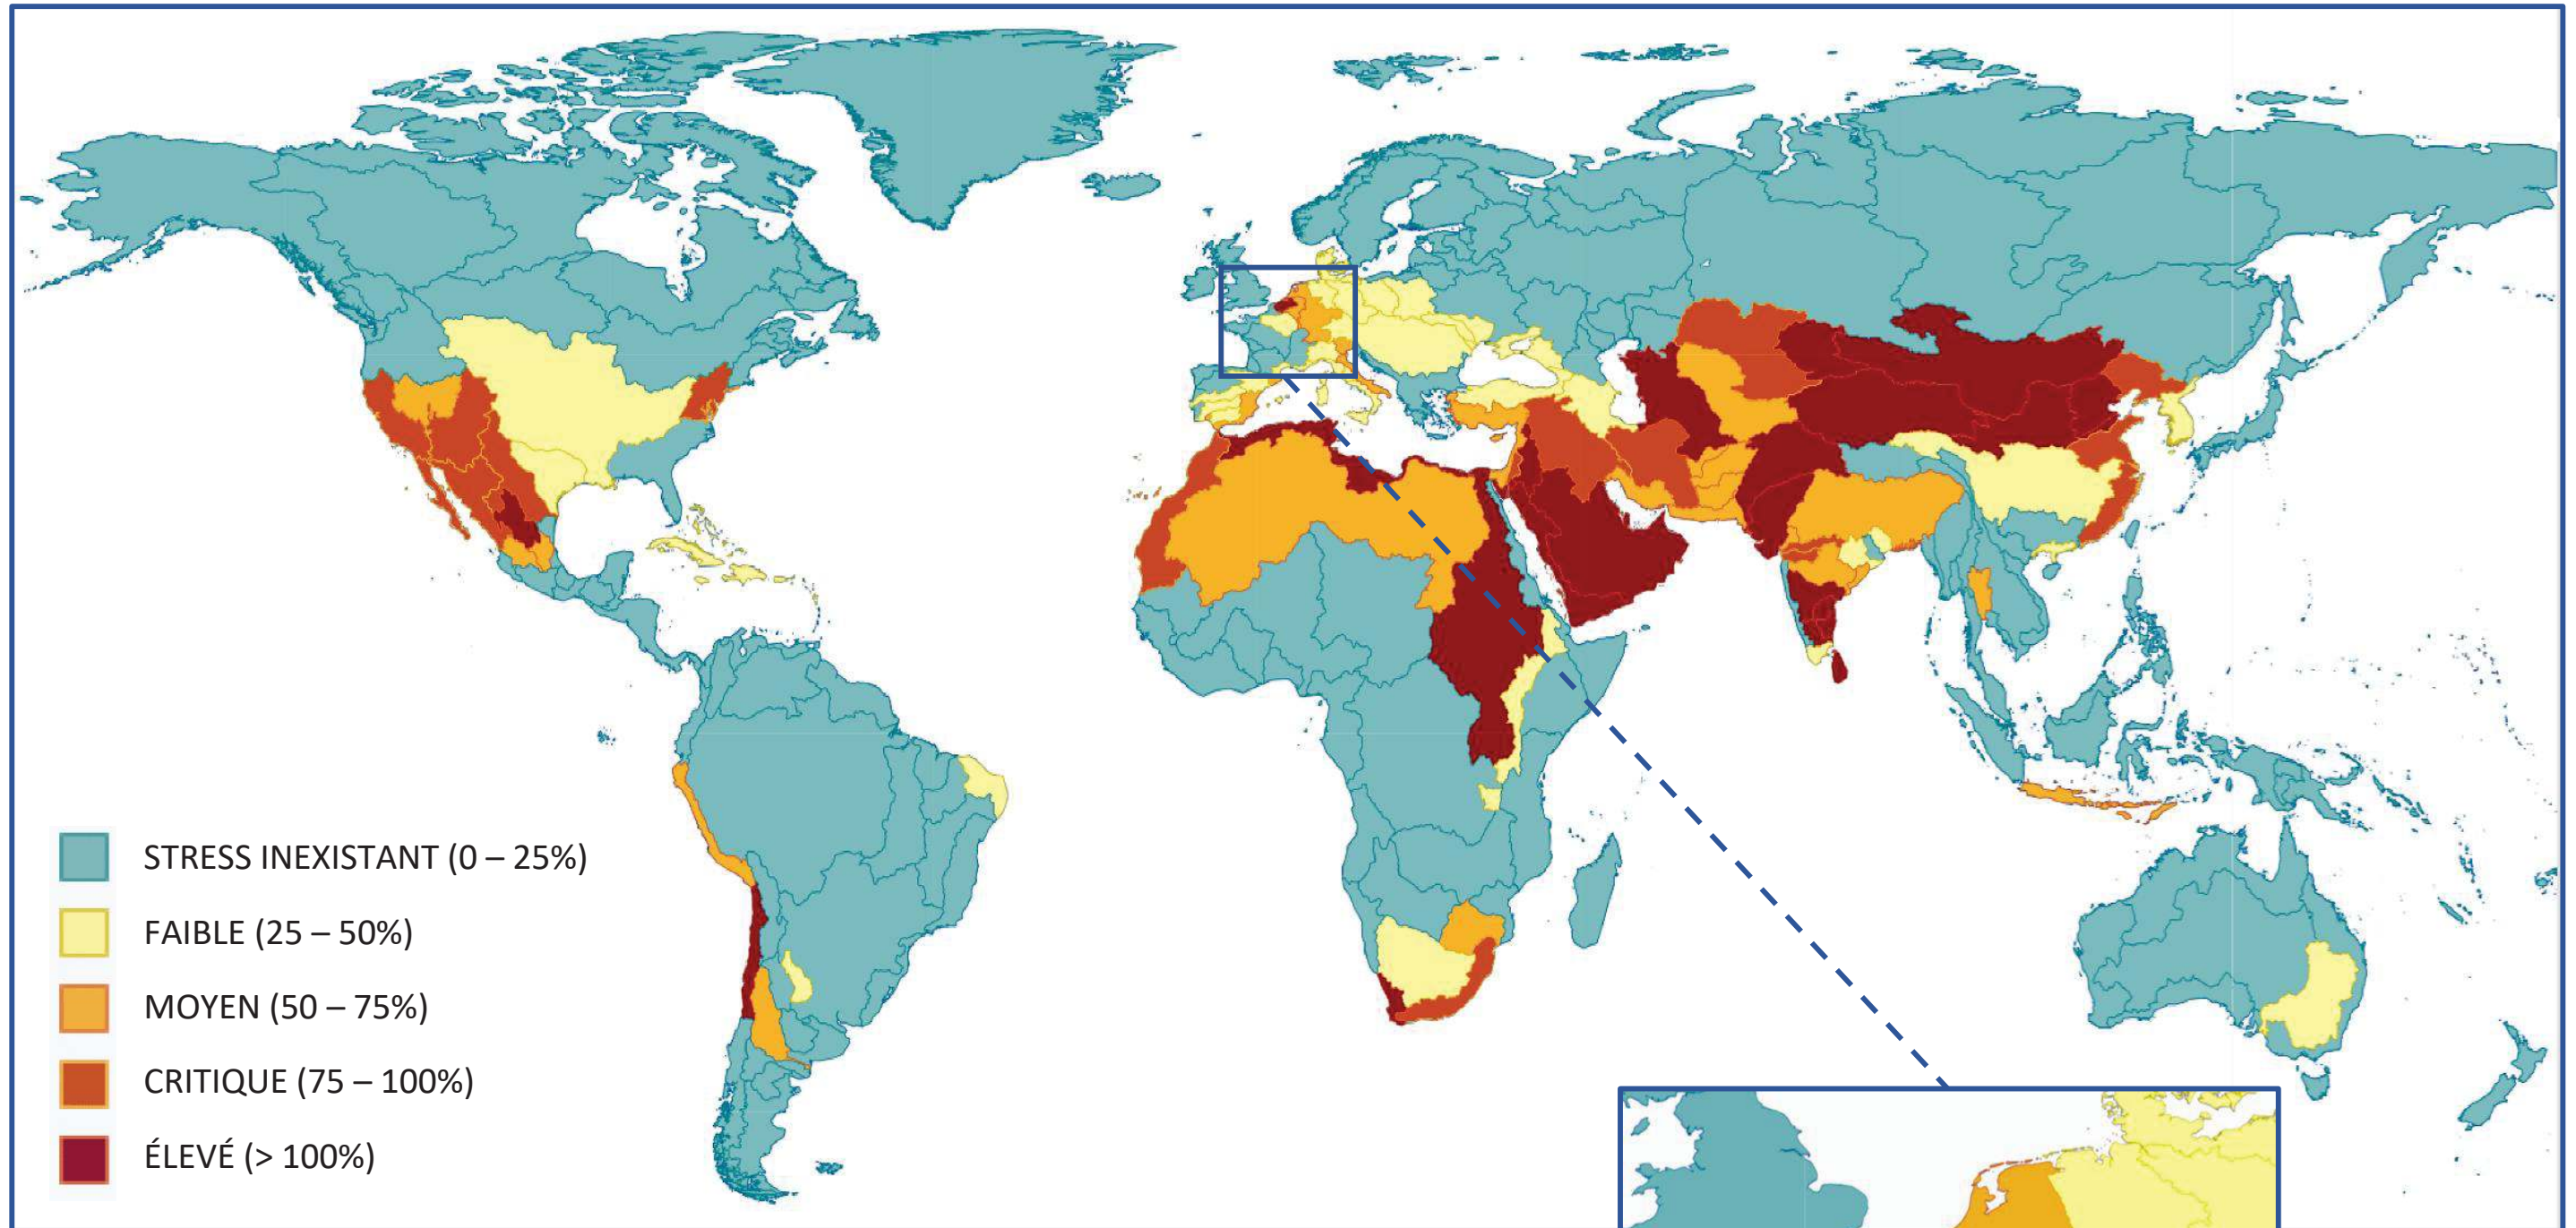 STRESS INEXISTANT (0 – 25%)
FAIBLE (25 – 50%)
MOYEN (50 – 75%)
CRITIQUE (75 – 100%)
ÉLEVÉ (> 100%)